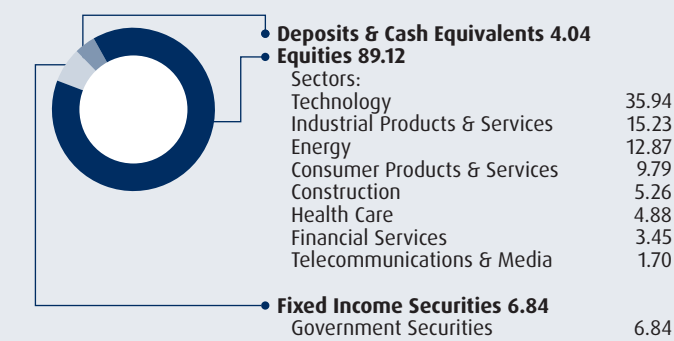 Deposits & Cash Equivalents 4.04
Equities 89.12
Sectors:
Technology 35.94
Industrial Products & Services 15.23
Energy 12.87
Consumer Products & Services 9.79
Construction 5.26
Health Care 4.88
Financial Services 3.45
Telecommunications & Media 1.70
Fixed Income Securities 6.84
Government Securities 6.84